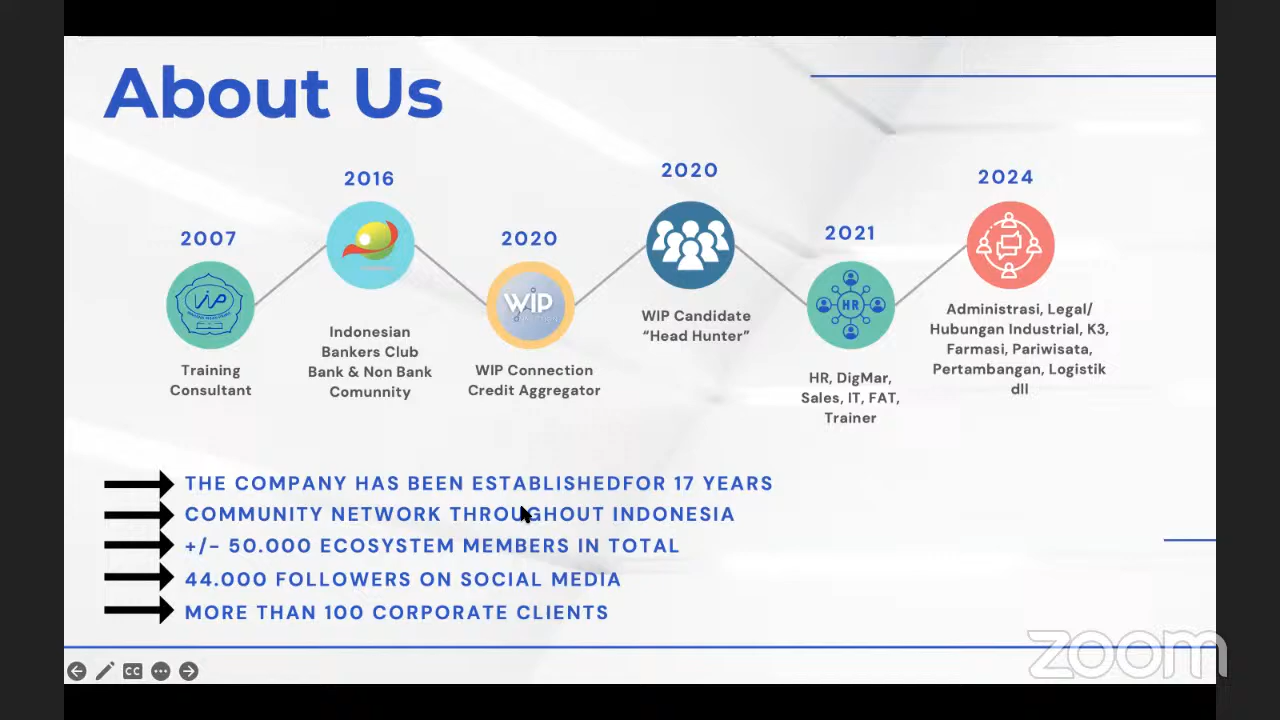 About Us
2007
Training
Consultant
2016
Indonesian
Bankers Club
Bank & Non Bank
Comunnity
2020
WIP
WIP Connection
Credit Aggregator
2020
WIP Candidate
“Head Hunter”
2021
HR
HR, DigMar,
Sales, IT, FAT,
Trainer
2024
Administrasi, Legal/
Hubungan Industrial, K3,
Farmasi, Pariwisata,
Pertambangan, Logistik
dll
THE COMPANY HAS BEEN ESTABLISHEDFOR 17 YEARS
COMMUNITY NETWORK THROUGHOUT INDONESIA
+/- 50.000 ECOSYSTEM MEMBERS IN TOTAL
44.000 FOLLOWERS ON SOCIAL MEDIA
MORE THAN 100 CORPORATE CLIENTS
CC
zoom